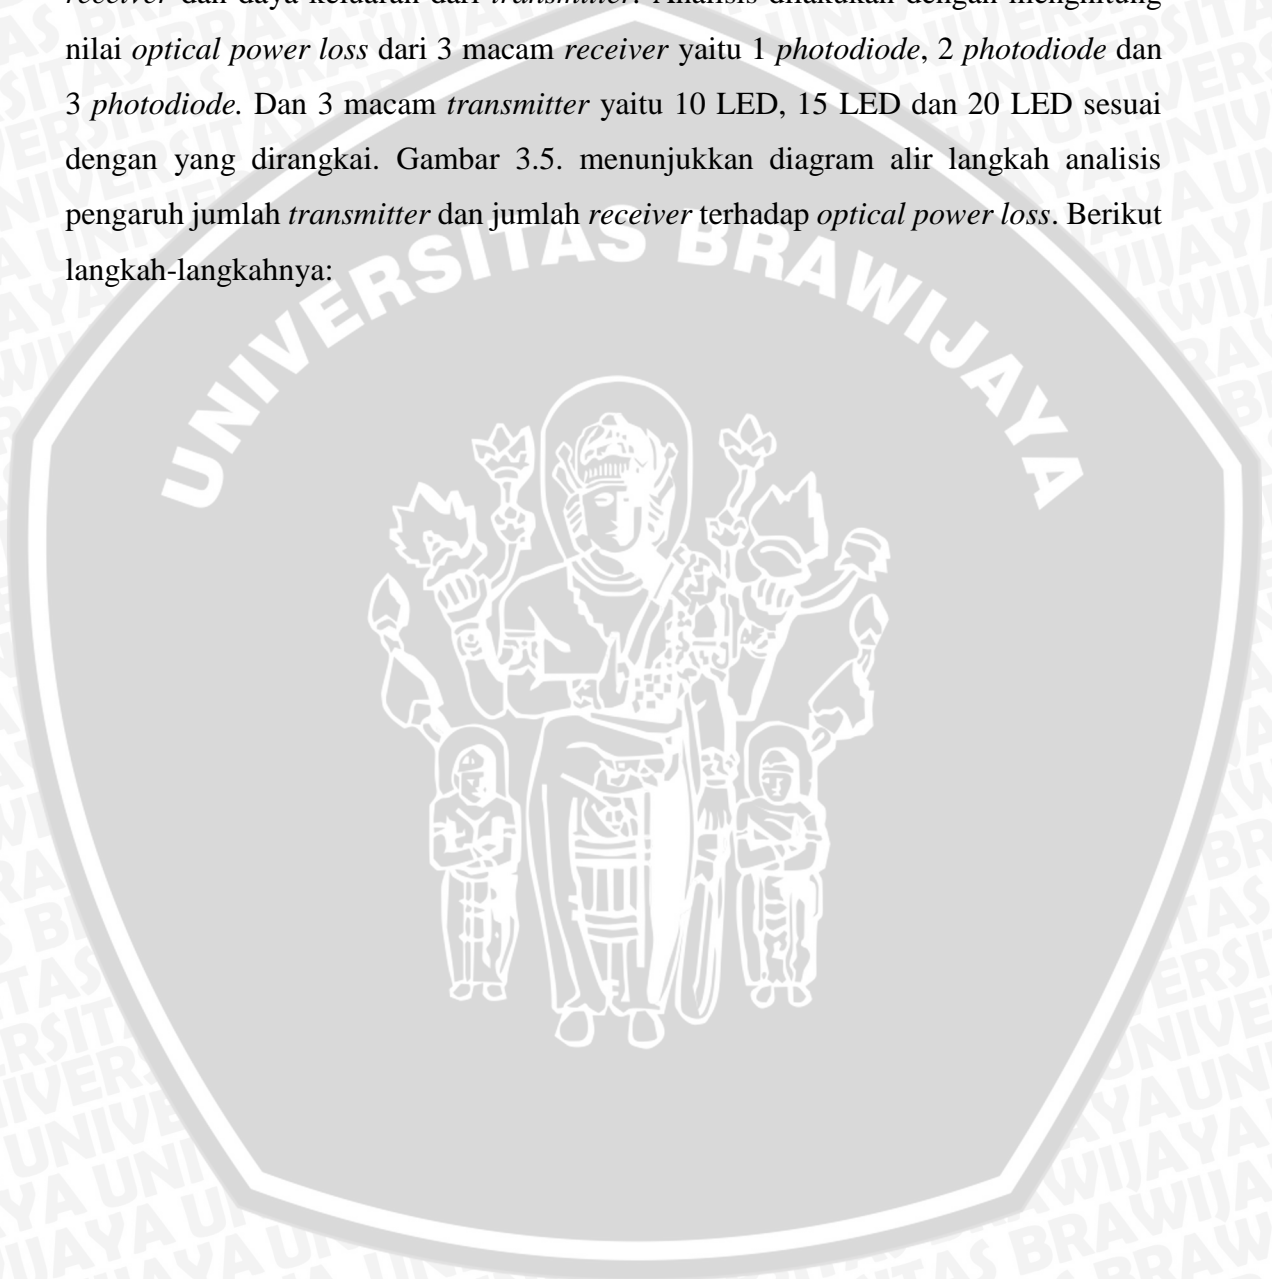 receiver dan daya keluaran dari transmitter. Analisis dilakukan dengan menghitung
nilai optical power loss dari 3 macam receiver yaitu 1 photodiode, 2 photodiode dan
3 photodiode. Dan 3 macam transmitter yaitu 10 LED, 15 LED dan 20 LED sesuai
dengan yang dirangkai. Gambar 3.5. menunjukkan diagram alir langkah analisis
pengaruh jumlah transmitter dan jumlah receiver terhadap optical power loss. Berikut
langkah-langkahnya:
UNIVERSITAS BRAWIJAYA